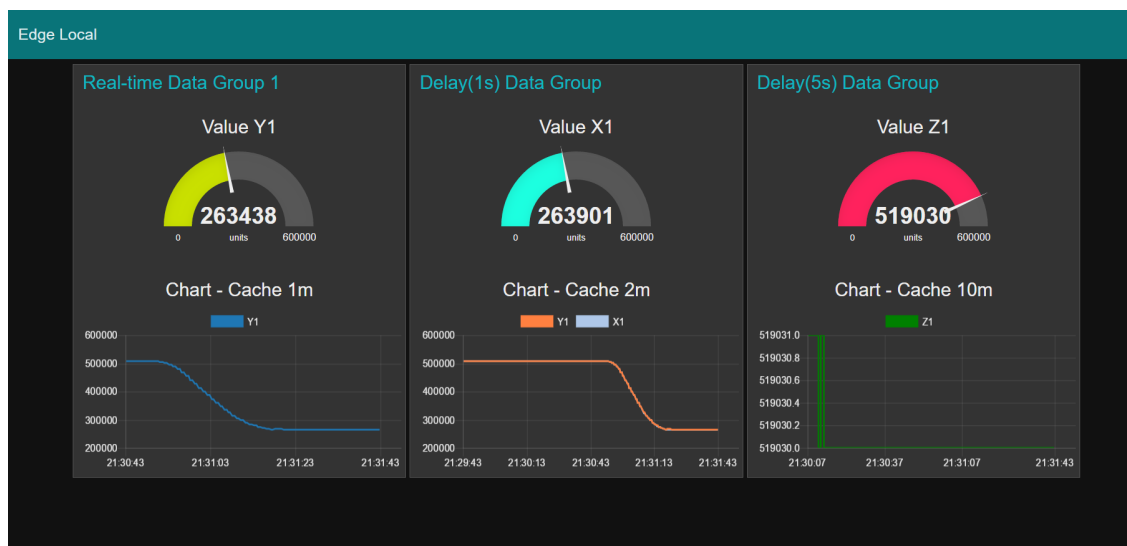 Edge Local
Real-time Data Group 1
Value Y1
263438
0 units 600000
Chart - Cache 1m
Y1
600000
500000
400000
300000
200000
21:30:43 21:31:03 21:31:23 21:31:43
Delay(1s) Data Group
Value X1
263901
0 units 600000
Chart - Cache 2m
Y1 X1
600000
500000
400000
300000
200000
21:29:43 21:30:13 21:30:43 21:31:13 21:31:43
Delay(5s) Data Group
Value Z1
519030
0 units 600000
Chart - Cache 10m
Z1
519031.0
519030.8
519030.6
519030.4
519030.2
519030.0
21:30:07 21:30:37 21:31:07 21:31:43